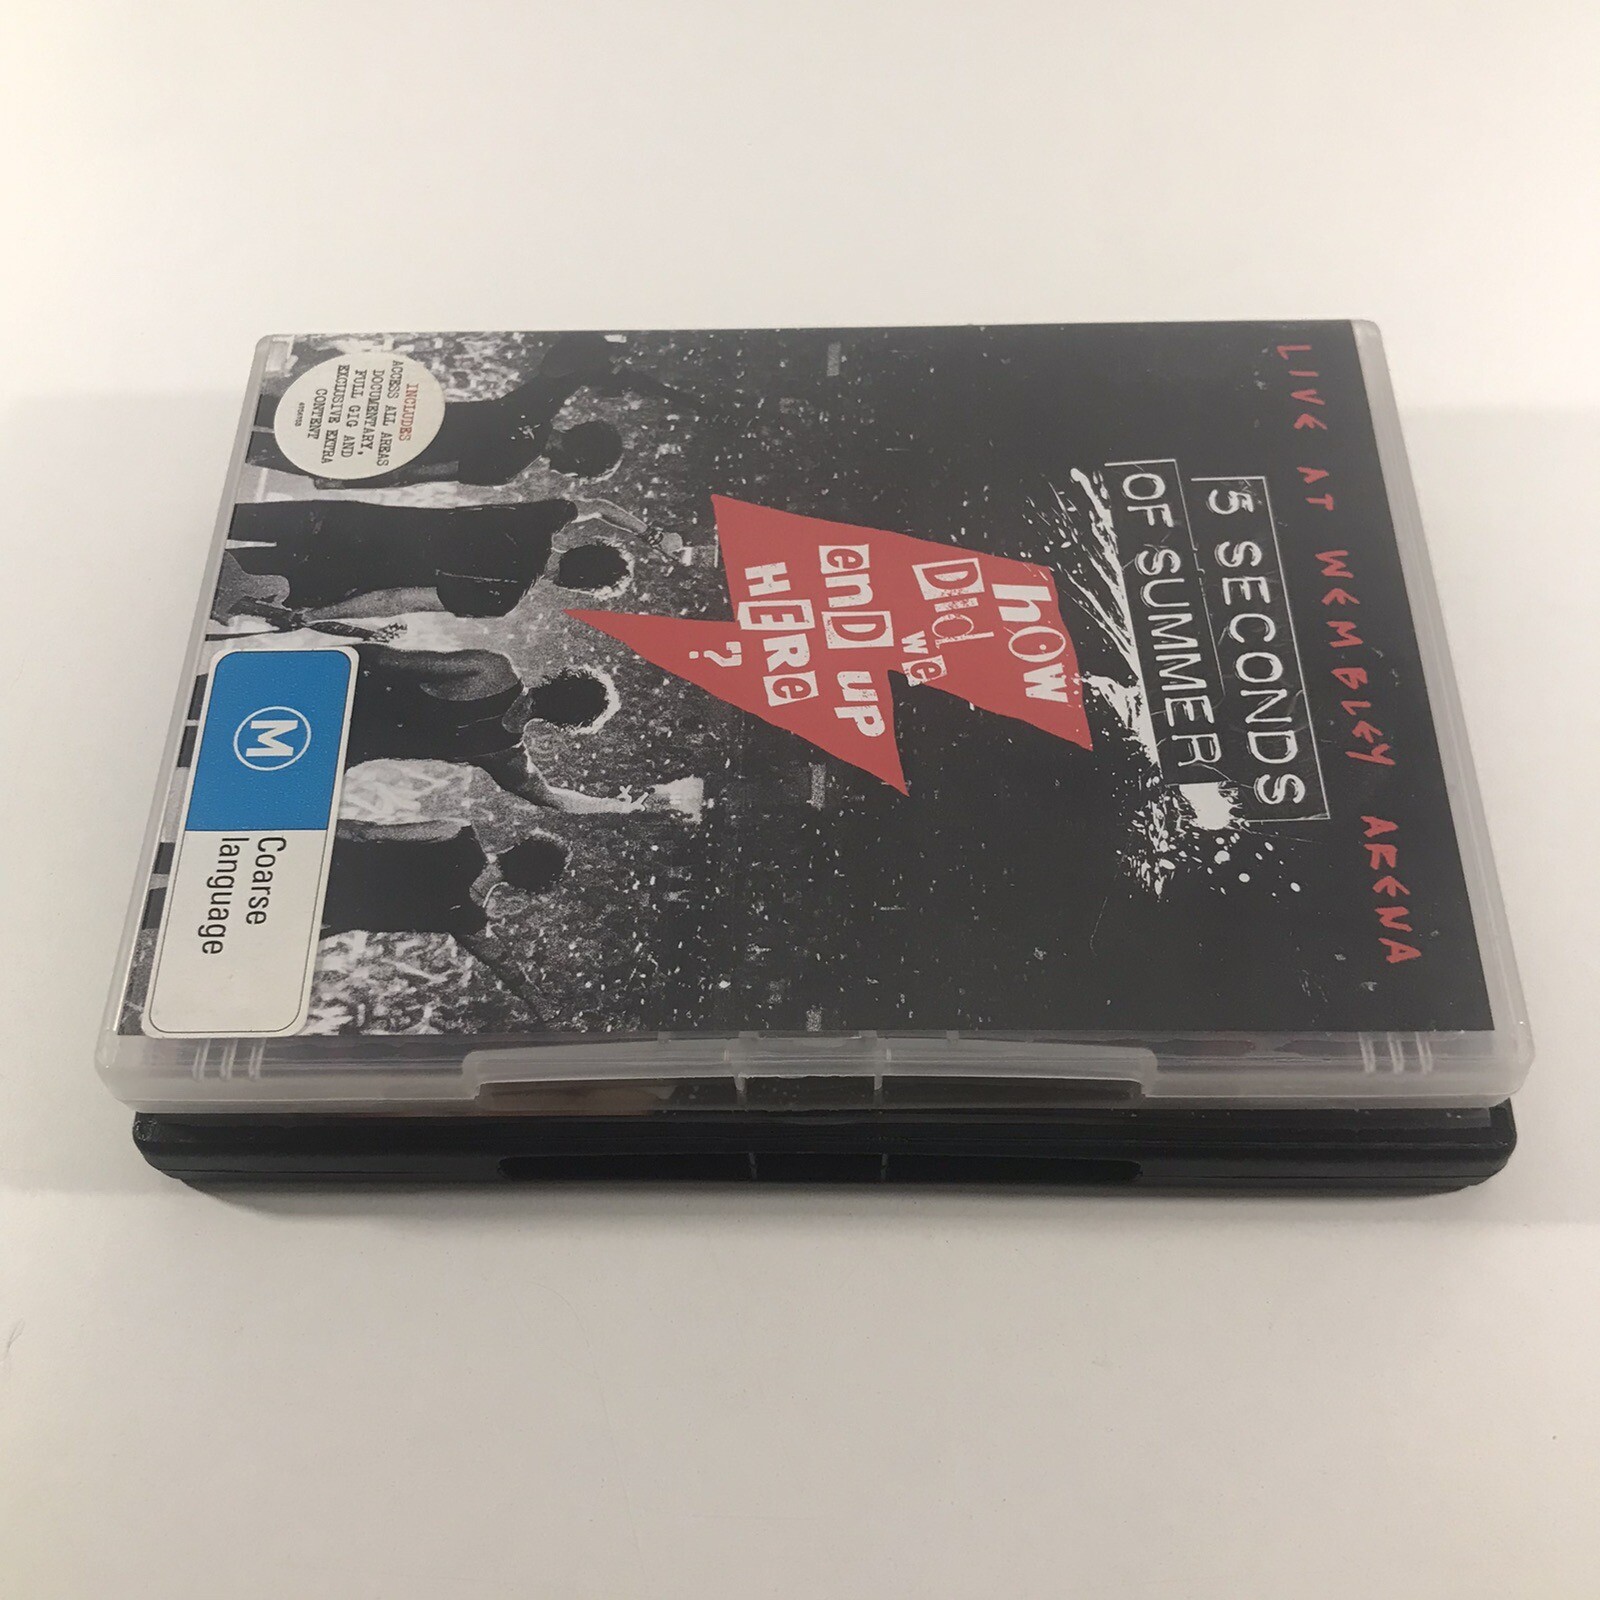 LIVE AT WEMBLEY ARENA
5 SECONDS
OF SUMMER
hOW
DId we
enD uP
HERe
?
INCLUDES
ACCESS ALL AREAS
DOCUMENTARY,
FULL GIG AND
EXCLUSIVE EXTRA
CONTENT
M
Coarse
language